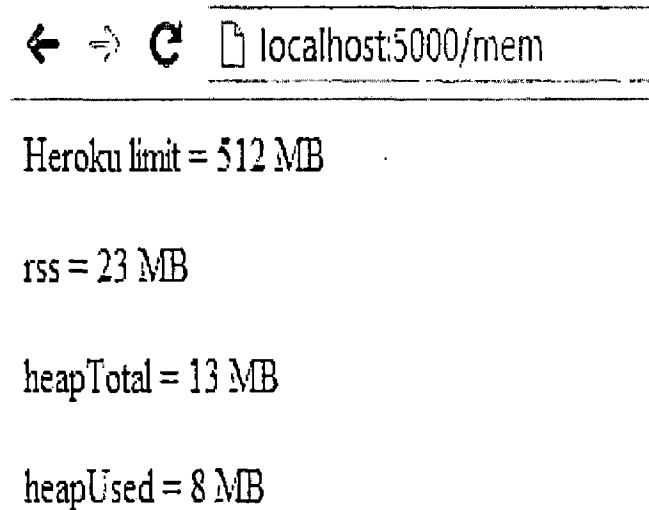 localhost:5000/mem
Heroku limit = 512 MB
rss = 23 MB
heapTotal = 13 MB
heapUsed = 8 MB